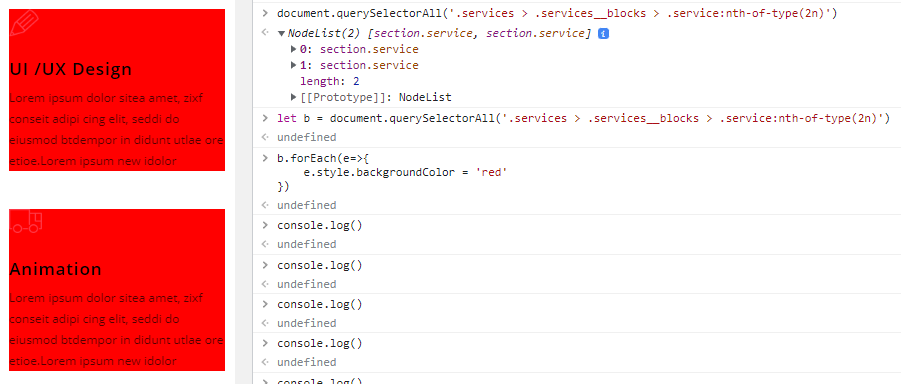 UI /UX Design
Lorem ipsum dolor sitea amet, zixf
conseit adipi cing elit, seddi do
eiusmod btdempor in didunt utlae ore
etioe.Lorem ipsum new idolor
Animation
Lorem ipsum dolor sitea amet, zixf
conseit adipi cing elit, seddi do
eiusmod btdempor in didunt utlae ore
etioe.Lorem ipsum new idolor
document.querySelectorAll('.services > .services__blocks > .service:nth-of-type(2n)')
NodeList(2) [section.service, section.service] i
0: section.service
1: section.service
length: 2
[[Prototype]]: NodeList
let b = document.querySelectorAll('.services > .services__blocks > .service:nth-of-type(2n)')
undefined
b.forEach(e=>{
e.style.backgroundColor = 'red'
})
undefined
console.log()
undefined
console.log()
undefined
console.log()
undefined
console.log()
undefined
console.log()